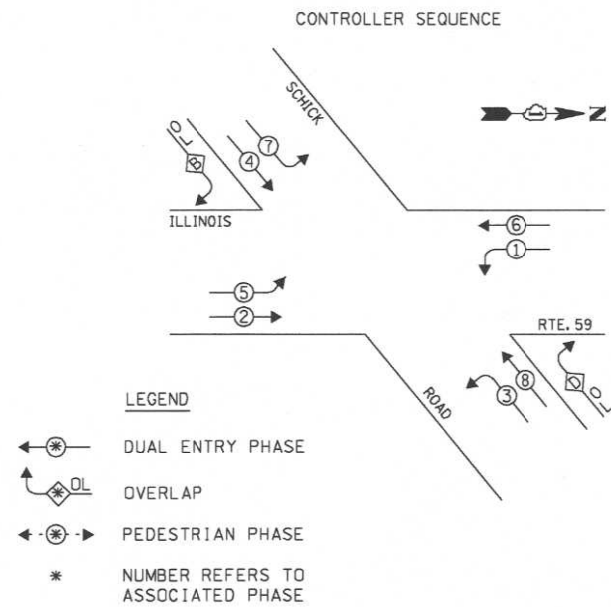 CONTROLLER SEQUENCE
SCHICK
N
OL
B
7
4
ILLINOIS
6
1
5
2
RTE. 59
8
3
D
OL
ROAD
LEGEND
* DUAL ENTRY PHASE
* OL OVERLAP
* PEDESTRIAN PHASE
* NUMBER REFERS TO
ASSOCIATED PHASE